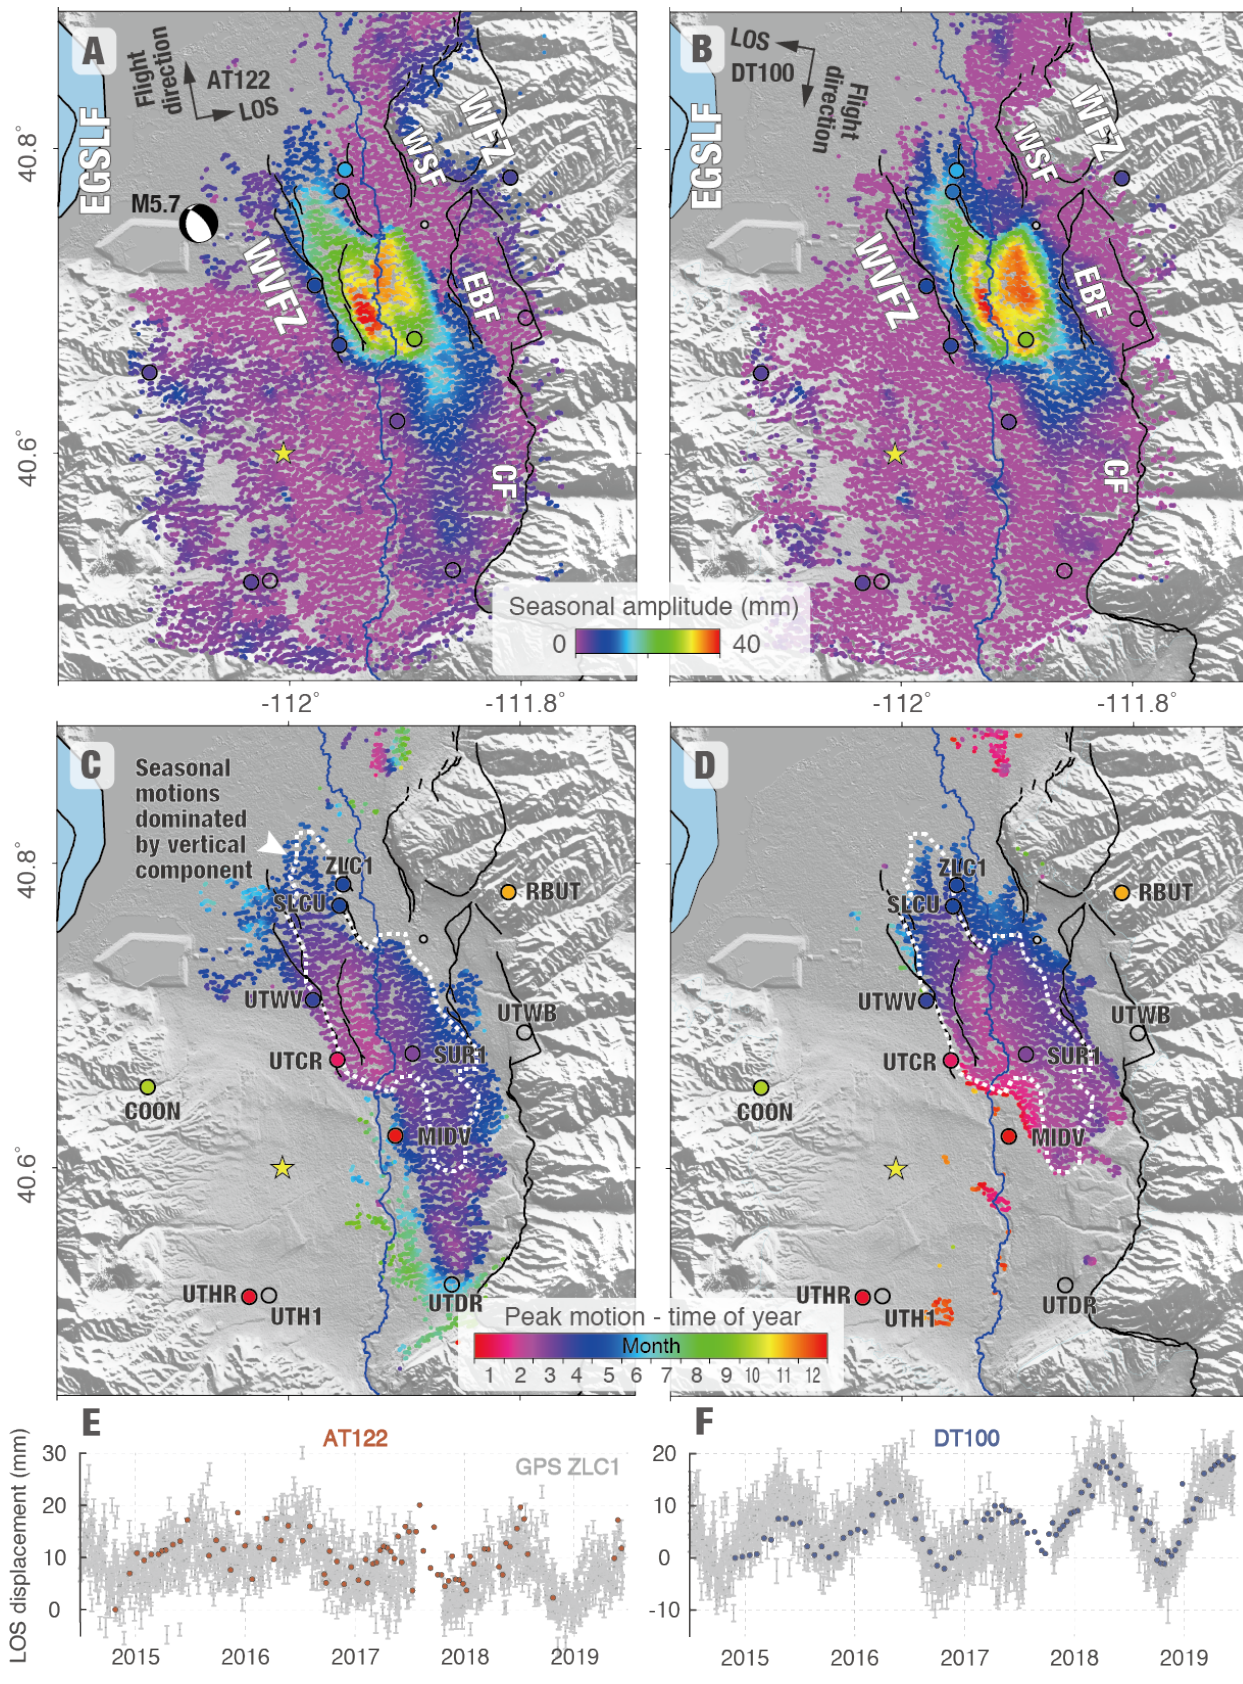 A
Flight
direction
AT122
LOS
EGSLF
M5.7
WSF
WFZ
WVFZ
EBF
CF
40.8
40.6
B
LOS
DT100
Flight
direction
EGSLF
WSF
WFZ
WVFZ
EBF
CF
Seasonal amplitude (mm)
0
40
-112°
-111.8°
-112°
-111.8°
C
Seasonal
motions
dominated
by vertical
component
ZLC1
SLCU
RBUT
UTWV
UTWB
UTCR
SUR1
COON
MIDV
UTHR
UTH1
UTDR
40.8°
40.6°
D
ZLC1
SLCU
RBUT
UTWV
UTWB
UTCR
SUR1
COON
MIDV
UTHR
UTH1
UTDR
Peak motion - time of year
Month
1 2 3 4 5 6 7 8 9 10 11 12
E
AT122
GPS ZLC1
LOS displacement (mm)
30
20
10
0
2015 2016 2017 2018 2019
F
DT100
20
10
0
-10
2015 2016 2017 2018 2019